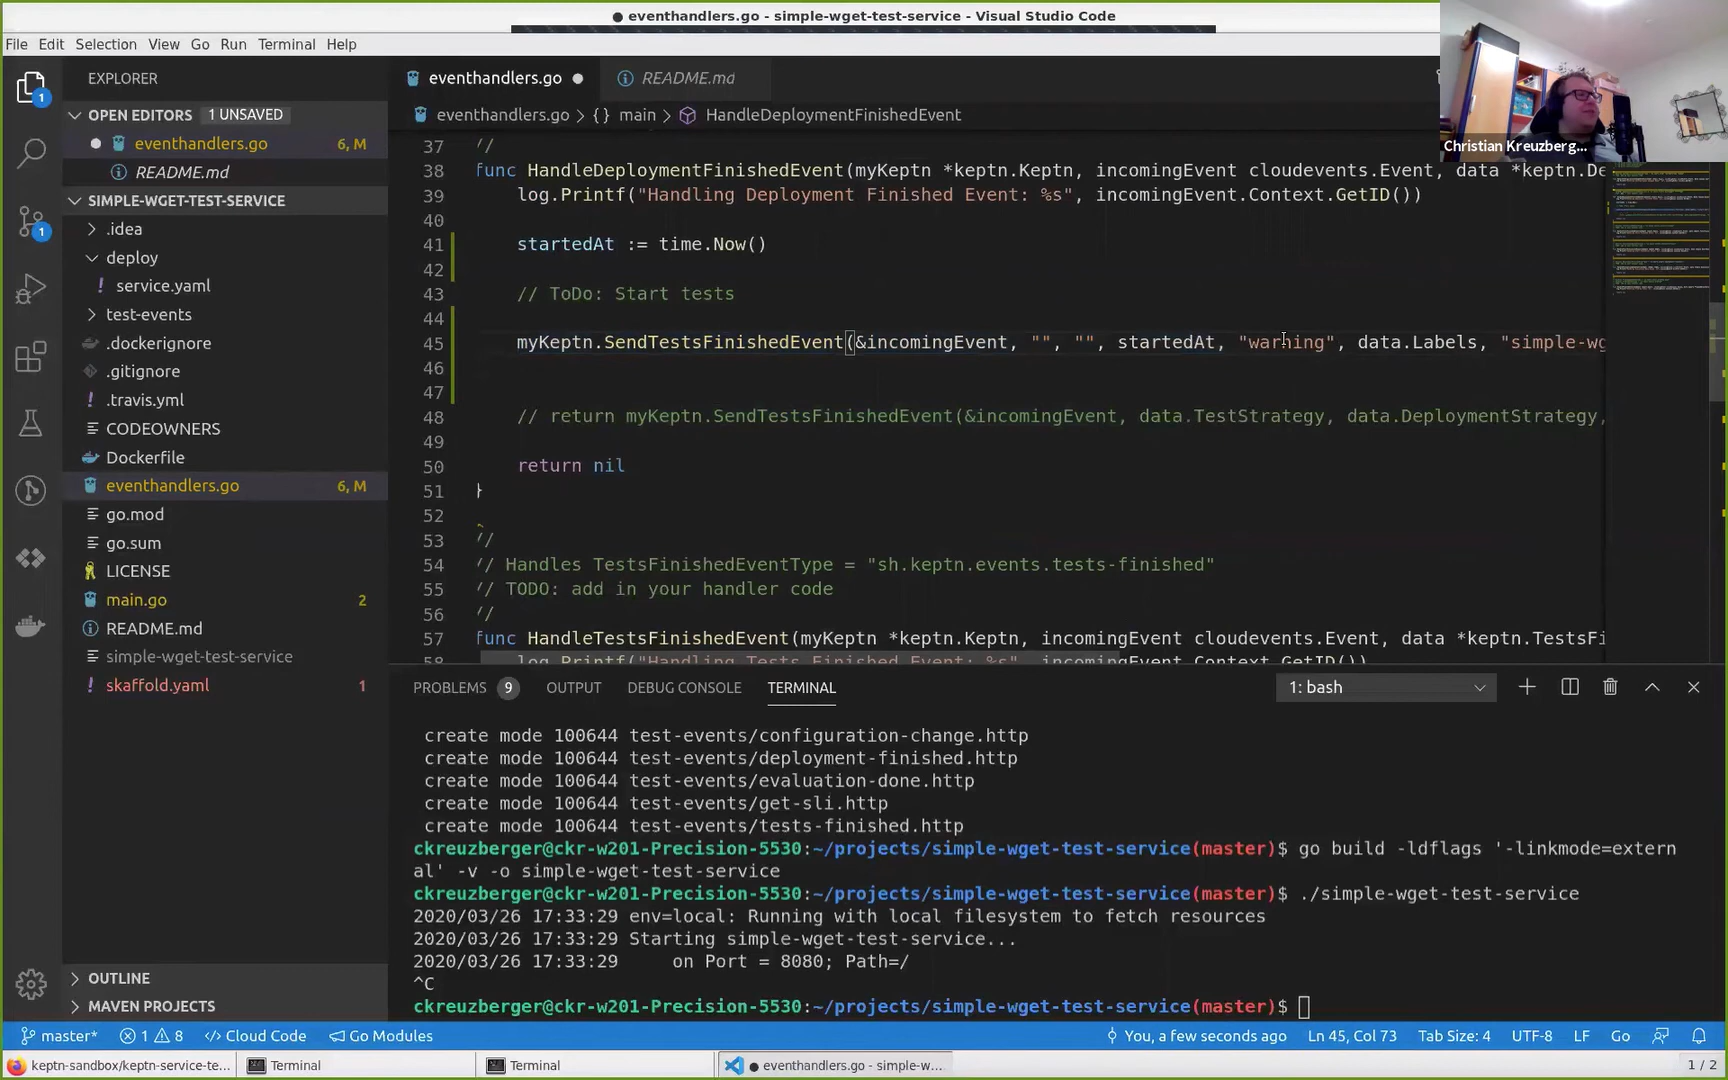 ● eventhandlers.go - simple-wget-test-service - Visual Studio Code
File Edit Selection View Go Run Terminal Help
EXPLORER
eventhandlers.go ●
README.md
OPEN EDITORS 1 UNSAVED
eventhandlers.go > {} main > HandleDeploymentFinishedEvent
● eventhandlers.go 6, M
README.md
SIMPLE-WGET-TEST-SERVICE
.idea
deploy
! service.yaml
test-events
.dockerignore
.gitignore
! .travis.yml
CODEOWNERS
Dockerfile
eventhandlers.go 6, M
go.mod
go.sum
LICENSE
main.go 2
README.md
simple-wget-test-service
! skaffold.yaml 1
OUTLINE
MAVEN PROJECTS
1
1
Christian Kreuzberg...
37 //
38 func HandleDeploymentFinishedEvent(myKeptn *keptn.Keptn, incomingEvent cloudevents.Event, data *keptn.De
39 log.Printf("Handling Deployment Finished Event: %s", incomingEvent.Context.GetID())
40
41 startedAt := time.Now()
42
43 // ToDo: Start tests
44
45 myKeptn.SendTestsFinishedEvent(&incomingEvent, "", "", startedAt, "warning", data.Labels, "simple-wg
46
47
48 // return myKeptn.SendTestsFinishedEvent(&incomingEvent, data.TestStrategy, data.DeploymentStrategy,
49
50 return nil
51 }
52
53 //
54 // Handles TestsFinishedEventType = "sh.keptn.events.tests-finished"
55 // TODO: add in your handler code
56 //
57 func HandleTestsFinishedEvent(myKeptn *keptn.Keptn, incomingEvent cloudevents.Event, data *keptn.TestsFi
58 log.Printf("Handling Tests Finished Event: %s", incomingEvent.Context.GetID())
PROBLEMS 9 OUTPUT DEBUG CONSOLE TERMINAL 1: bash
create mode 100644 test-events/configuration-change.http
create mode 100644 test-events/deployment-finished.http
create mode 100644 test-events/evaluation-done.http
create mode 100644 test-events/get-sli.http
create mode 100644 test-events/tests-finished.http
ckreuzberger@ckr-w201-Precision-5530:~/projects/simple-wget-test-service(master)$ go build -ldflags '-linkmode=extern
al' -v -o simple-wget-test-service
ckreuzberger@ckr-w201-Precision-5530:~/projects/simple-wget-test-service(master)$ ./simple-wget-test-service
2020/03/26 17:33:29 env=local: Running with local filesystem to fetch resources
2020/03/26 17:33:29 Starting simple-wget-test-service...
2020/03/26 17:33:29 on Port = 8080; Path=/
^C
ckreuzberger@ckr-w201-Precision-5530:~/projects/simple-wget-test-service(master)$
master* 1 8 Cloud Code Go Modules You, a few seconds ago Ln 45, Col 73 Tab Size: 4 UTF-8 LF Go
keptn-sandbox/keptn-service-te... Terminal Terminal ● eventhandlers.go - simple-w... 1 / 2